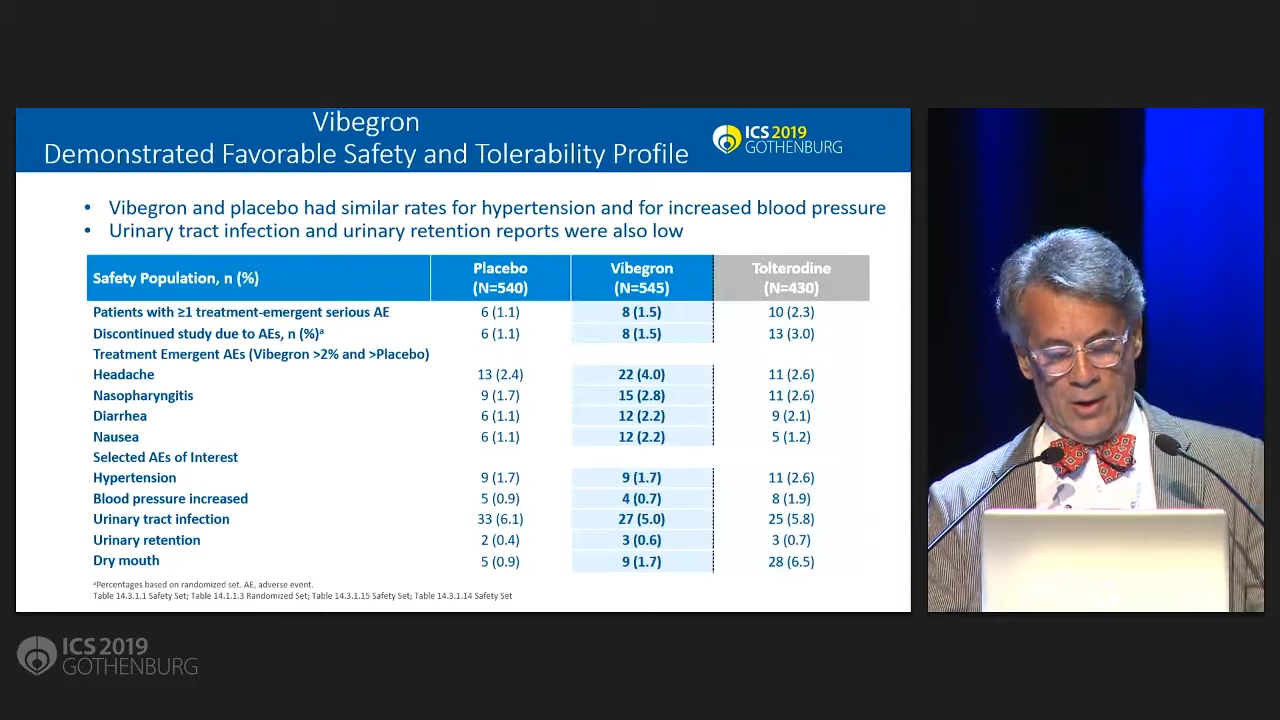 Vibegron
Demonstrated Favorable Safety and Tolerability Profile
ICS 2019
GOTHENBURG
• Vibegron and placebo had similar rates for hypertension and for increased blood pressure
• Urinary tract infection and urinary retention reports were also low
Safety Population, n (%) Placebo (N=540) Vibegron (N=545) Tolterodine (N=430)
Patients with ≥1 treatment-emergent serious AE 6 (1.1) 8 (1.5) 10 (2.3)
Discontinued study due to AEs, n (%)ᵃ 6 (1.1) 8 (1.5) 13 (3.0)
Treatment Emergent AEs (Vibegron >2% and >Placebo)
Headache 13 (2.4) 22 (4.0) 11 (2.6)
Nasopharyngitis 9 (1.7) 15 (2.8) 11 (2.6)
Diarrhea 6 (1.1) 12 (2.2) 9 (2.1)
Nausea 6 (1.1) 12 (2.2) 5 (1.2)
Selected AEs of Interest
Hypertension 9 (1.7) 9 (1.7) 11 (2.6)
Blood pressure increased 5 (0.9) 4 (0.7) 8 (1.9)
Urinary tract infection 33 (6.1) 27 (5.0) 25 (5.8)
Urinary retention 2 (0.4) 3 (0.6) 3 (0.7)
Dry mouth 5 (0.9) 9 (1.7) 28 (6.5)
ᵃPercentages based on randomized set. AE, adverse event.
Table 14.3.1.1 Safety Set; Table 14.1.1.3 Randomized Set; Table 14.3.1.15 Safety Set; Table 14.3.1.14 Safety Set
ICS 2019
GOTHENBURG